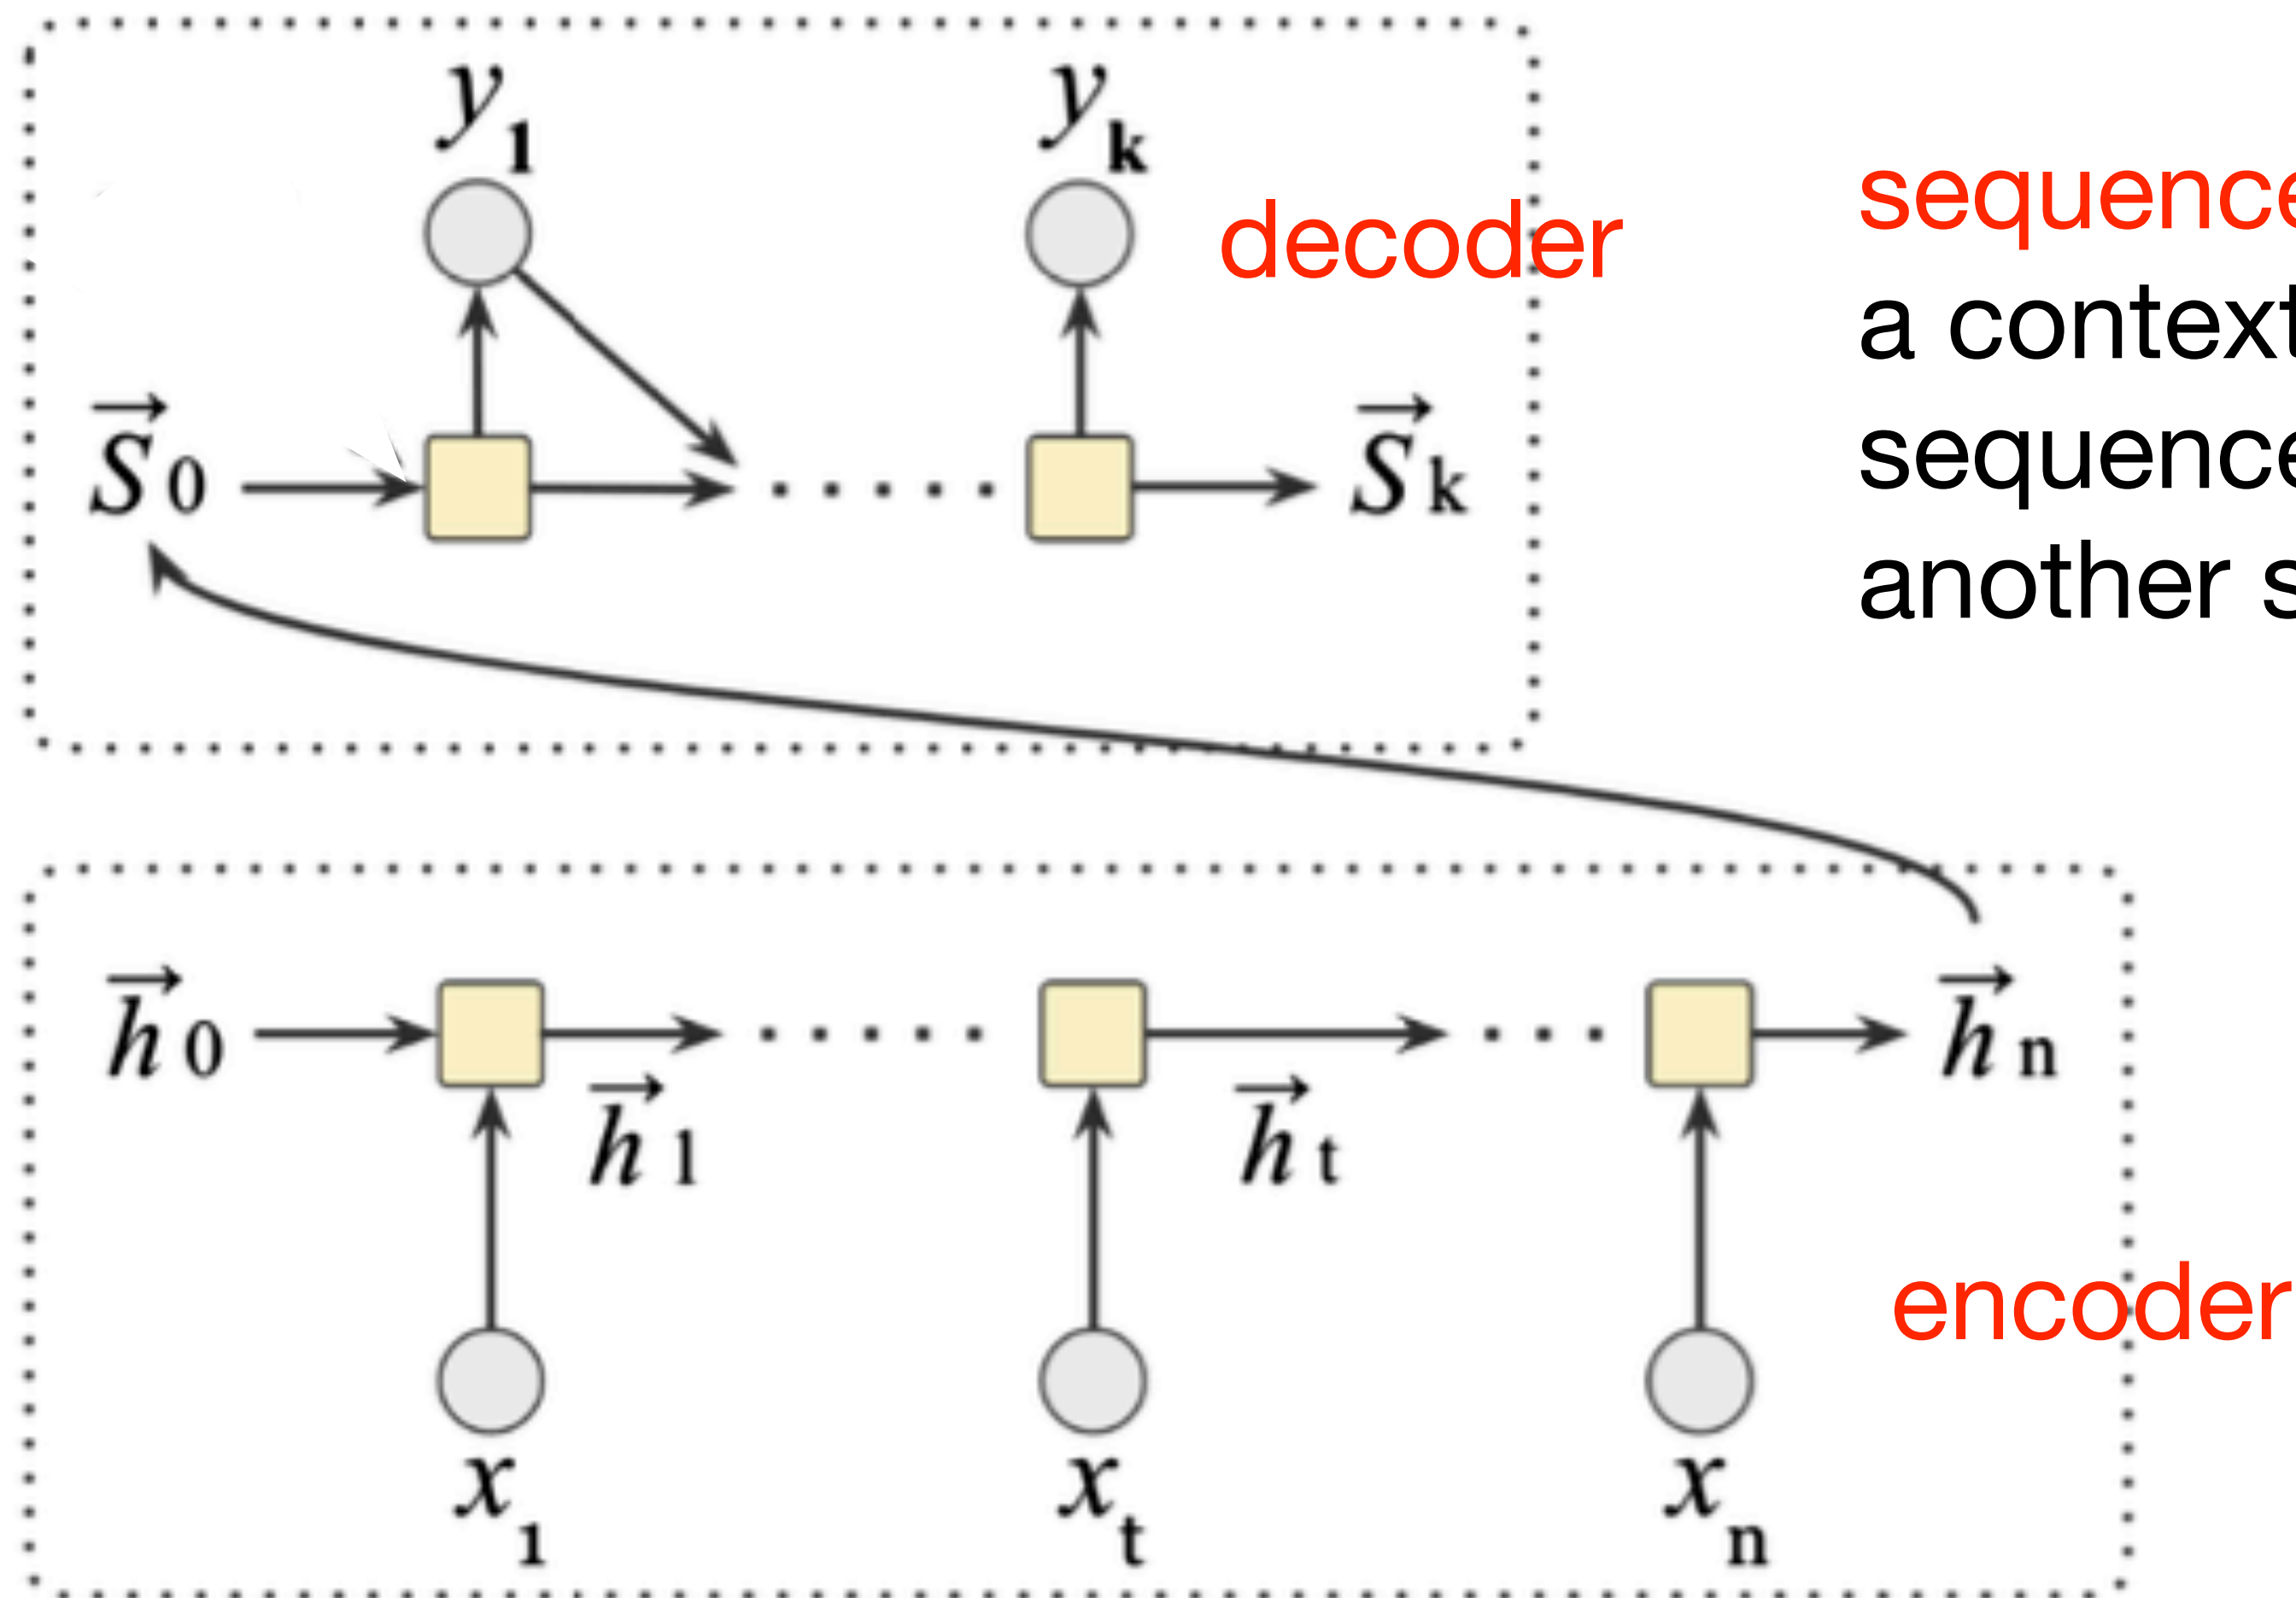 y1 yk
decoder
S0 Sk
sequence
a context
sequence
another s
h0 hn
h1 ht
encoder
x1 xt xn